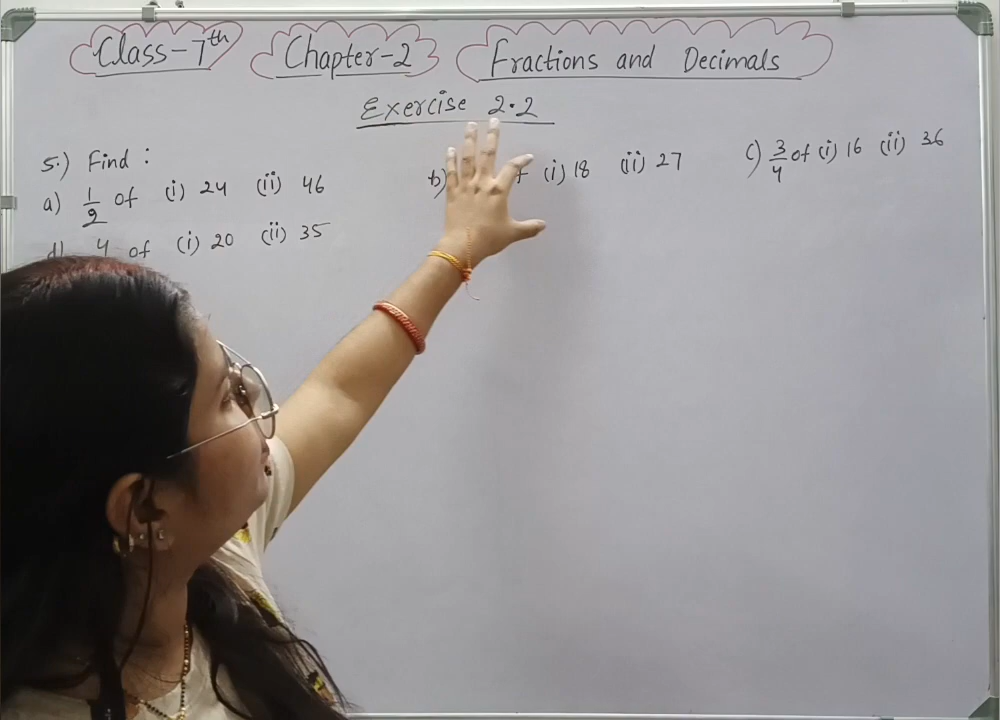 Class-7th Chapter-2 Fractions and Decimals
Exercise 2.2
5.) Find :
a) 1/2 of (i) 24 (ii) 46 b) (i) 18 (ii) 27 c) 3/4 of (i) 16 (ii) 36
d) 4 of (i) 20 (ii) 35